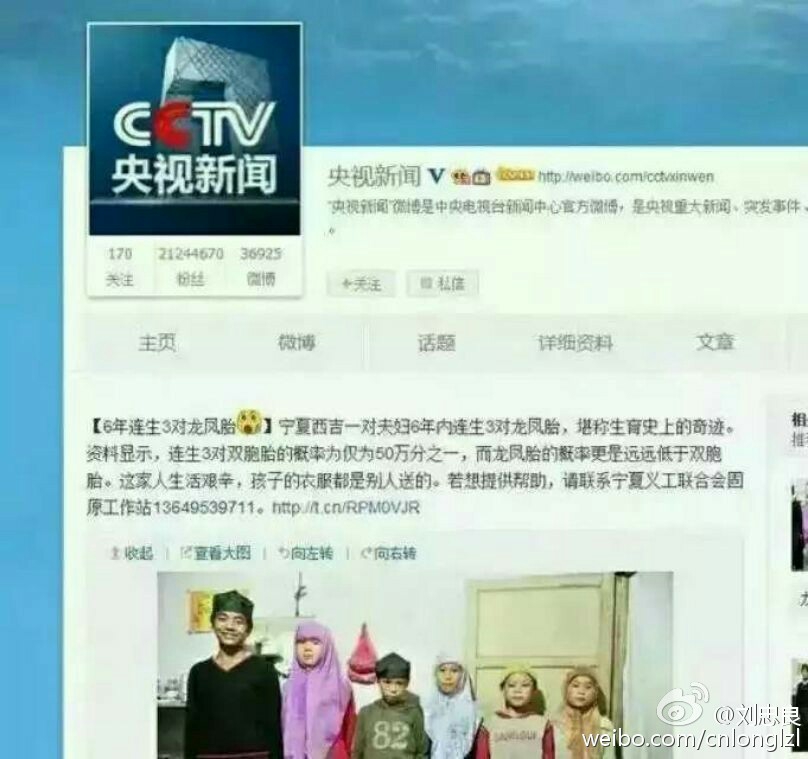 CCTV
央视新闻
央视新闻 V http://weibo.com/cctvxinwen
"央视新闻"微博是中央电视台新闻中心官方微博，是央视重大新闻、突发事件、
。
170 21244670 36925
关注 粉丝 微博
+关注 私信
主页 微博 话题 详细资料 文章
【6年连生3对龙凤胎😲】宁夏西吉一对夫妇6年内连生3对龙凤胎，堪称生育史上的奇迹。
资料显示，连生3对双胞胎的概率为仅为50万分之一，而龙凤胎的概率更是远远低于双胞
胎。这家人生活艰辛，孩子的衣服都是别人送的。若想提供帮助，请联系宁夏义工联合会固
原工作站13649539711。http://t.cn/RPM0VJR
收起 | 查看大图 | 向左转 | 向右转
82
@刘忠良
weibo.com/cnlonglzl